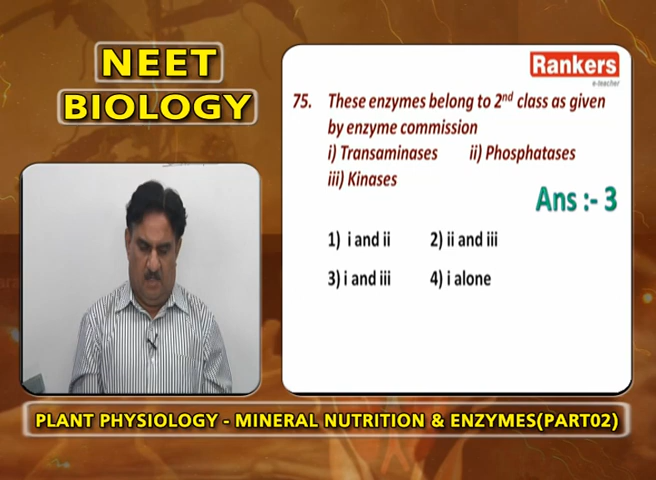 NEET
BIOLOGY
Rankers
e-teacher
75. These enzymes belong to 2nd class as given
by enzyme commission
i) Transaminases ii) Phosphatases
iii) Kinases
Ans :- 3
1) i and ii 2) ii and iii
3) i and iii 4) i alone
PLANT PHYSIOLOGY - MINERAL NUTRITION & ENZYMES(PART02)